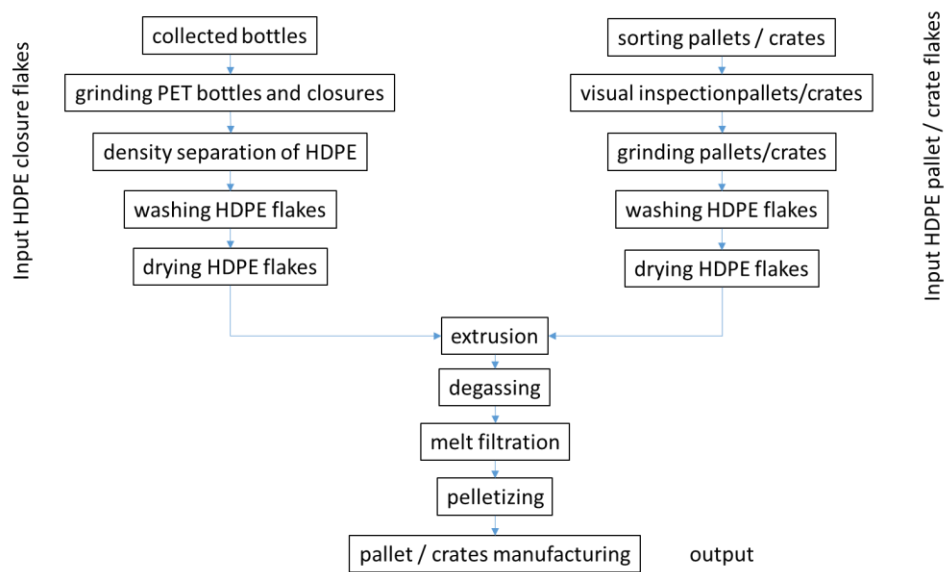 Input HDPE closure flakes
collected bottles
grinding PET bottles and closures
density separation of HDPE
washing HDPE flakes
drying HDPE flakes
sorting pallets / crates
visual inspectionpallets/crates
grinding pallets/crates
washing HDPE flakes
drying HDPE flakes
Input HDPE pallet / crate flakes
extrusion
degassing
melt filtration
pelletizing
pallet / crates manufacturing
output